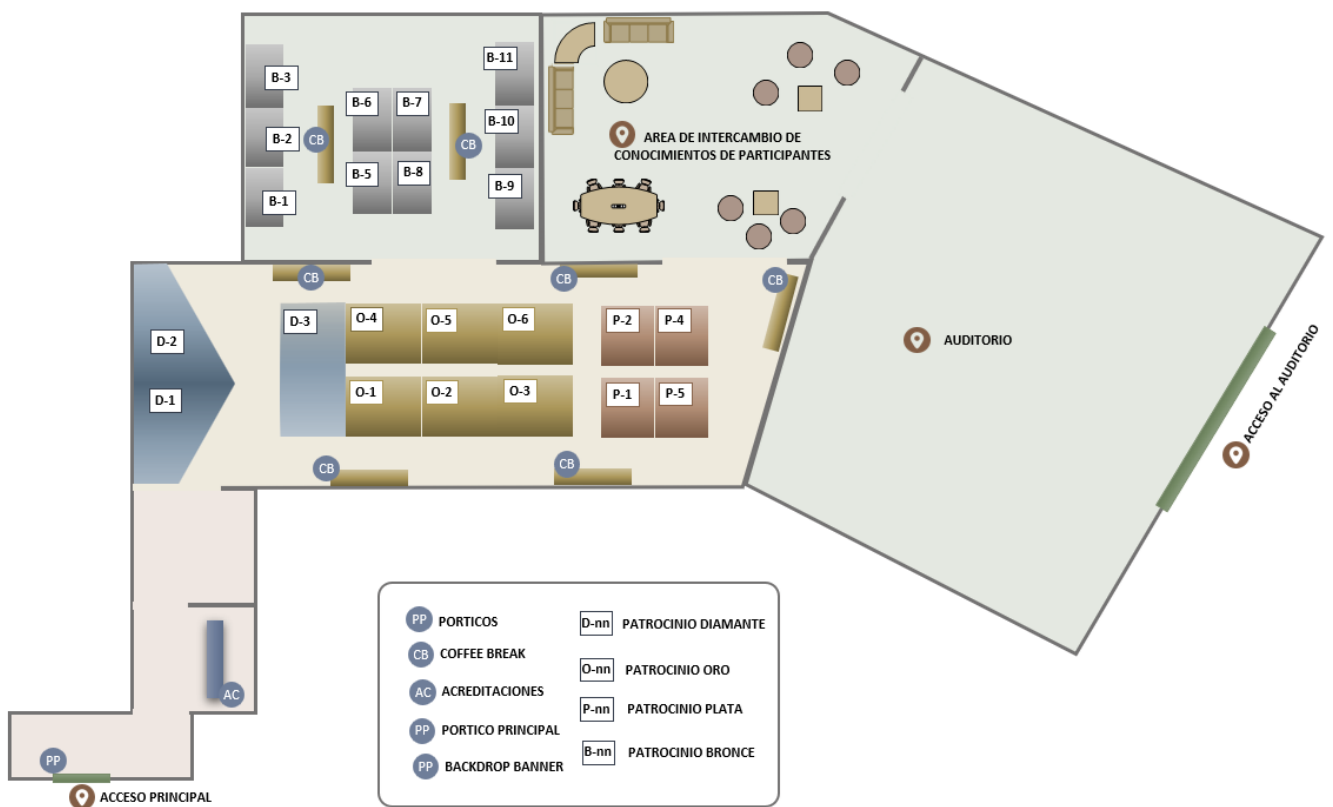 B-3
B-2
B-1
CB
B-6
B-7
B-5
B-8
CB
B-11
B-10
B-9
AREA DE INTERCAMBIO DE
CONOCIMIENTOS DE PARTICIPANTES
CB
CB
CB
D-2
D-1
D-3
O-4
O-5
O-6
O-1
O-2
O-3
P-2
P-4
P-1
P-5
CB
CB
AUDITORIO
ACCESO AL AUDITORIO
AC
PP
ACCESO PRINCIPAL
PP PORTICOS
CB COFFEE BREAK
AC ACREDITACIONES
PP PORTICO PRINCIPAL
PP BACKDROP BANNER
D-nn PATROCINIO DIAMANTE
O-nn PATROCINIO ORO
P-nn PATROCINIO PLATA
B-nn PATROCINIO BRONCE